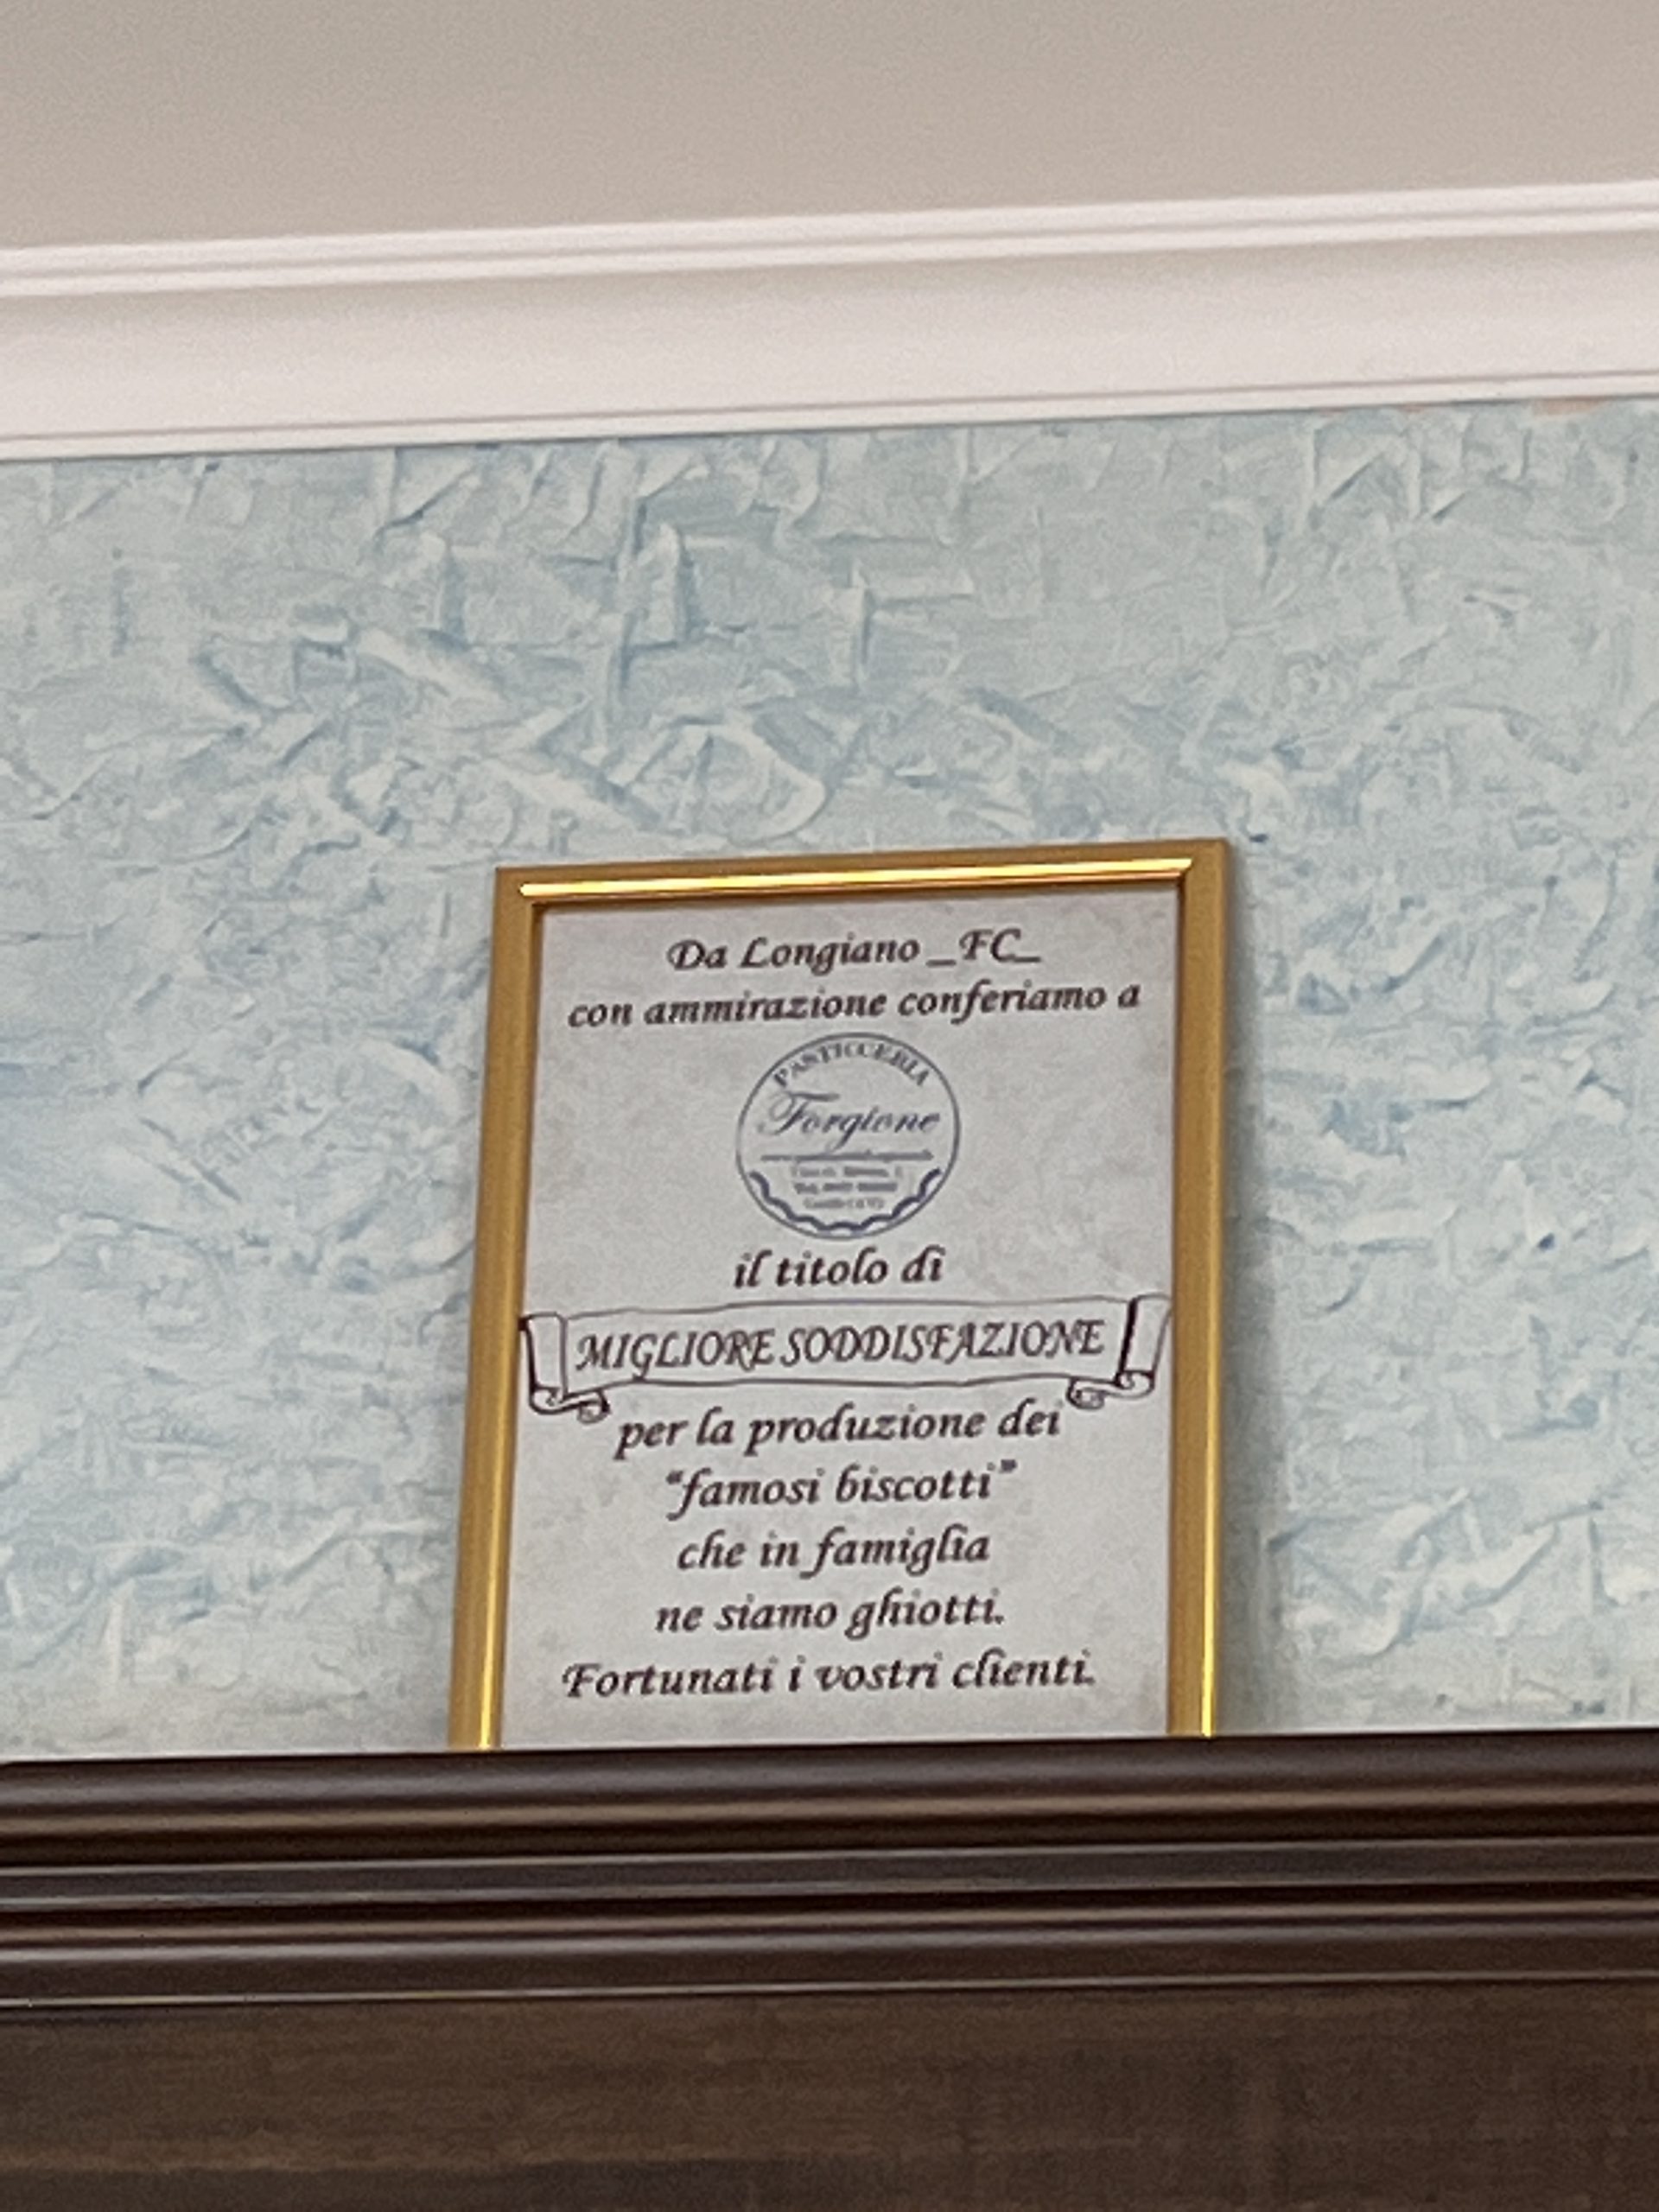 Da Longiano _FC_
con ammirazione conferiamo a
PASTICCERIA
Forgione
il titolo di
MIGLIORE SODDISFAZIONE
per la produzione dei
“famosi biscotti”
che in famiglia
ne siamo ghiotti.
Fortunati i vostri clienti.